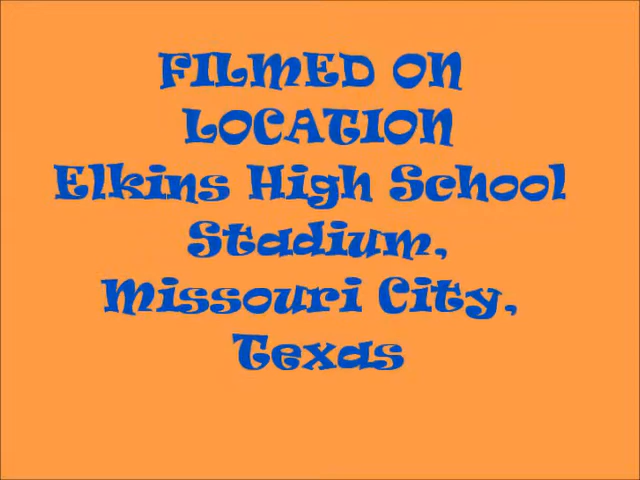 FILMED ON
LOCATION
Elkins High School
Stadium,
Missouri City,
Texas